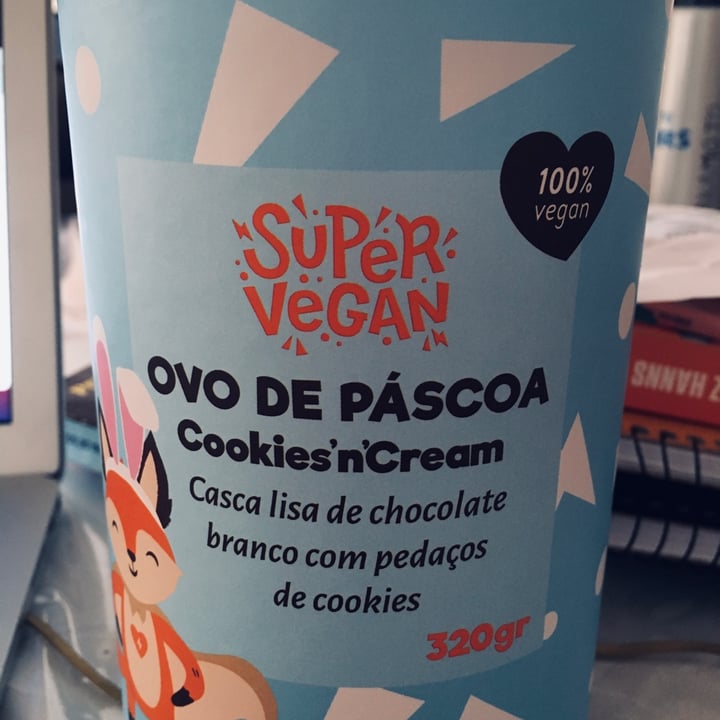 100%
vegan
SUPER
VEGAN
OVO DE PÁSCOA
Cookies'n'Cream
Casca lisa de chocolate
branco com pedaços
de cookies
320gr
HANNS